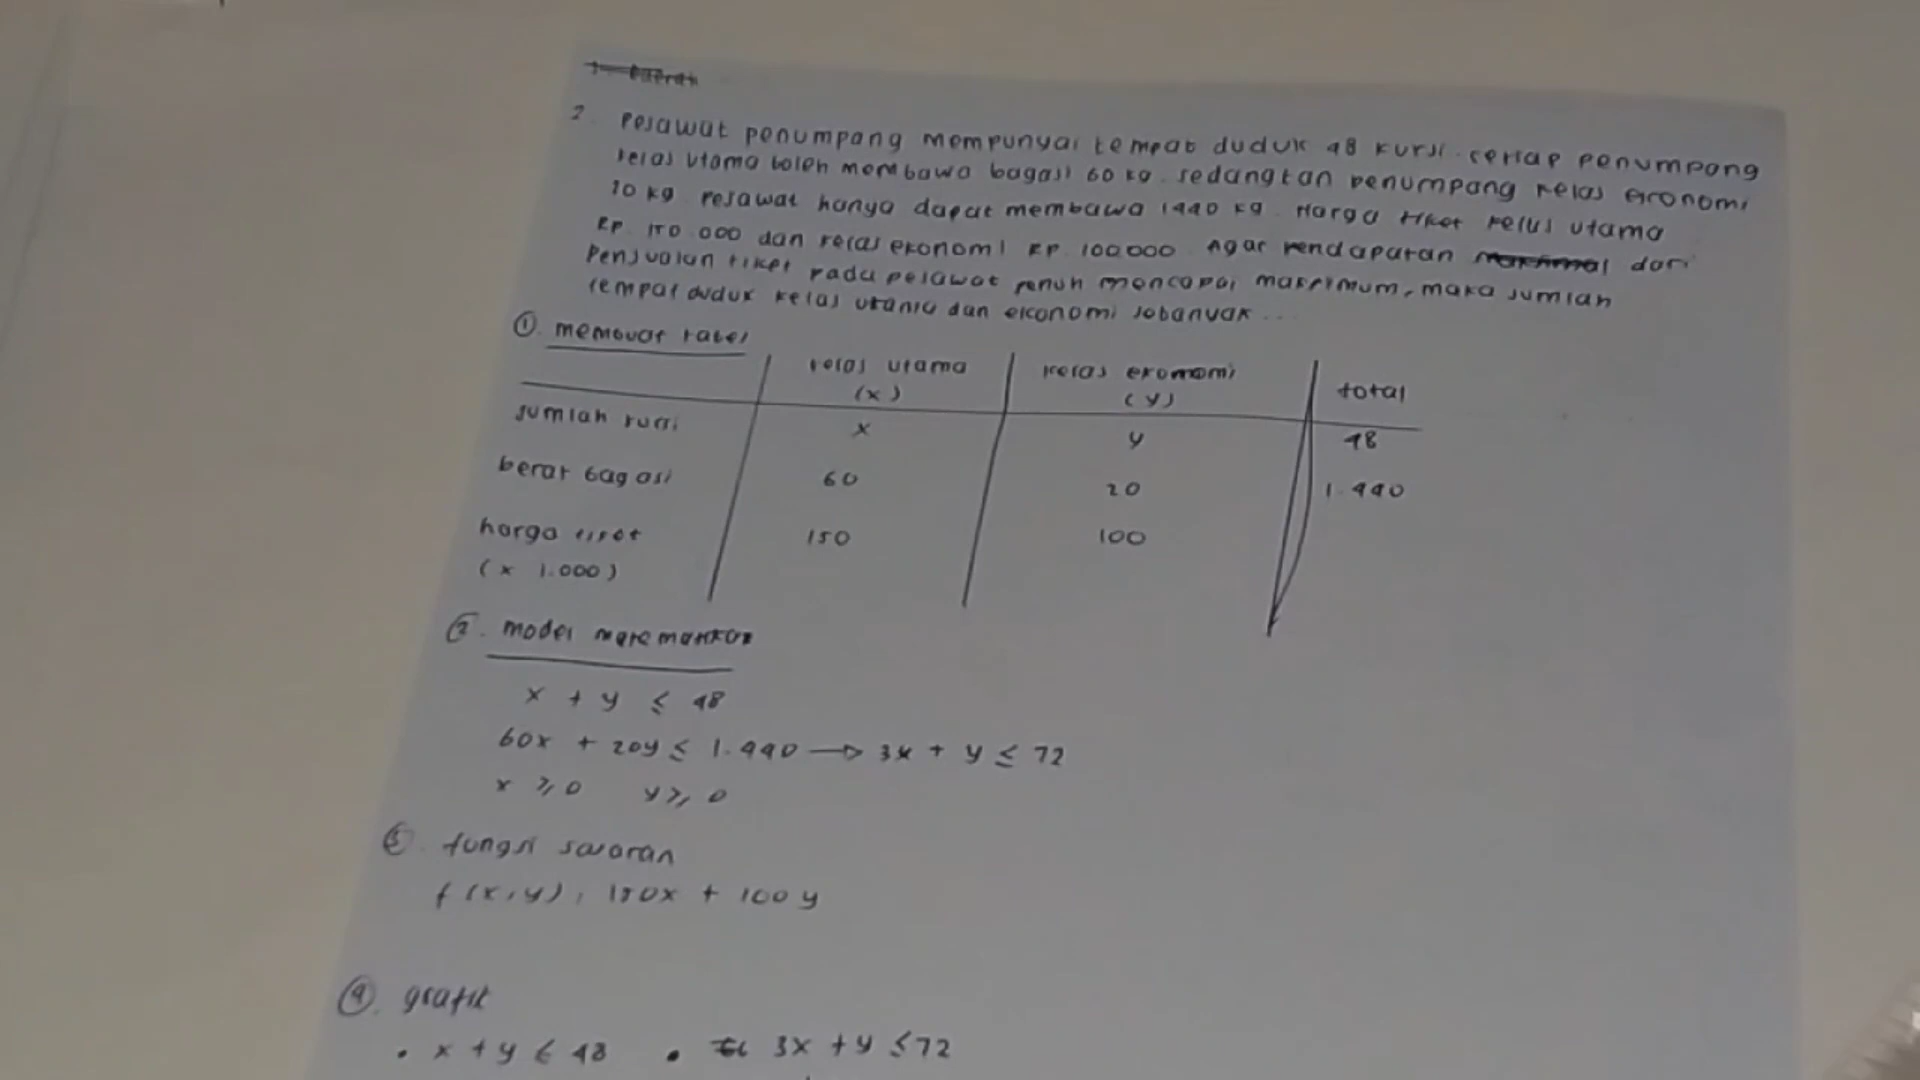 2. Pesawat penumpang mempunyai tempat duduk 48 kursi. setiap penumpang
kelas utama boleh membawa bagasi 60 kg. sedangkan penumpang kelas ekonomi
20 kg pesawat hanya dapat membawa 1440 kg. Harga tiket kelas utama
Rp. 150.000 dan kelas ekonomi Rp. 100.000. Agar pendapatan dari
Penjualan tiket pada pesawat penuh mencapai maksimum, maka jumlah
tempat duduk kelas utama dan ekonomi sebanyak ...
①. membuat tabel
kelas utama (x) kelas ekonomi (y) total
jumlah kursi x y 48
berat bagasi 60 20 1.440
harga tiket (x 1.000) 150 100
②. model matematika
x + y ≤ 48
60x + 20y ≤ 1.440 → 3x + y ≤ 72
x ≥ 0 y ≥ 0
③. fungsi sasaran
f(x,y), 150x + 100y
④. grafik
• x + y ≤ 48 • 3x + y ≤ 72